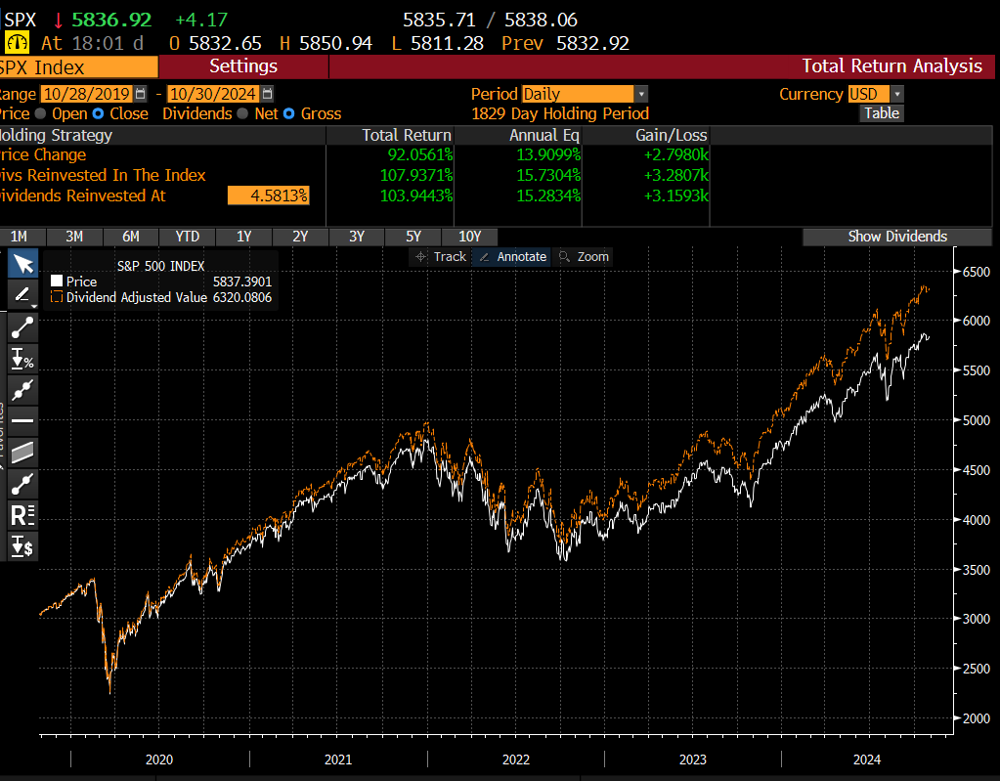 SPX ↓ 5836.92 +4.17 5835.71 / 5838.06
At 18:01 d O 5832.65 H 5850.94 L 5811.28 Prev 5832.92
SPX Index Settings Total Return Analysis
ange 10/28/2019 - 10/30/2024 Period Daily Currency USD
rice Open Close Dividends Net Gross 1829 Day Holding Period Table
olding Strategy Total Return Annual Eq Gain/Loss
rice Change 92.0561% 13.9099% +2.7980k
ivs Reinvested In The Index 107.9371% 15.7304% +3.2807k
ividends Reinvested At 4.5813% 103.9443% 15.2834% +3.1593k
1M 3M 6M YTD 1Y 2Y 3Y 5Y 10Y Show Dividends
Track Annotate Zoom
S&P 500 INDEX
Price 5837.3901
Dividend Adjusted Value 6320.0806
%
R
$
6500
6000
5500
5000
4500
4000
3500
3000
2500
2000
2020 2021 2022 2023 2024